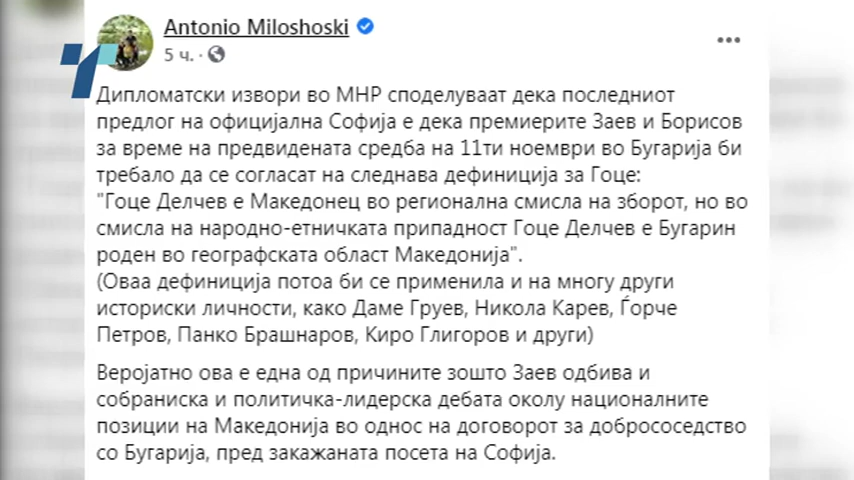 Antonio Miloshoski
5 ч.
Дипломатски извори во МНР споделуваат дека последниот
предлог на официјална Софија е дека премиерите Заев и Борисов
за време на предвидената средба на 11ти ноември во Бугарија би
требало да се согласат на следнава дефиниција за Гоце:
"Гоце Делчев е Македонец во регионална смисла на зборот, но во
смисла на народно-етничката припадност Гоце Делчев е Бугарин
роден во географската област Македонија".
(Оваа дефиниција потоа би се применила и на многу други
историски личности, како Даме Груев, Никола Карев, Ѓорче
Петров, Панко Брашнаров, Киро Глигоров и други)
Веројатно ова е една од причините зошто Заев одбива и
собраниска и политичка-лидерска дебата околу националните
позиции на Македонија во однос на договорот за добрососедство
со Бугарија, пред закажаната посета на Софија.